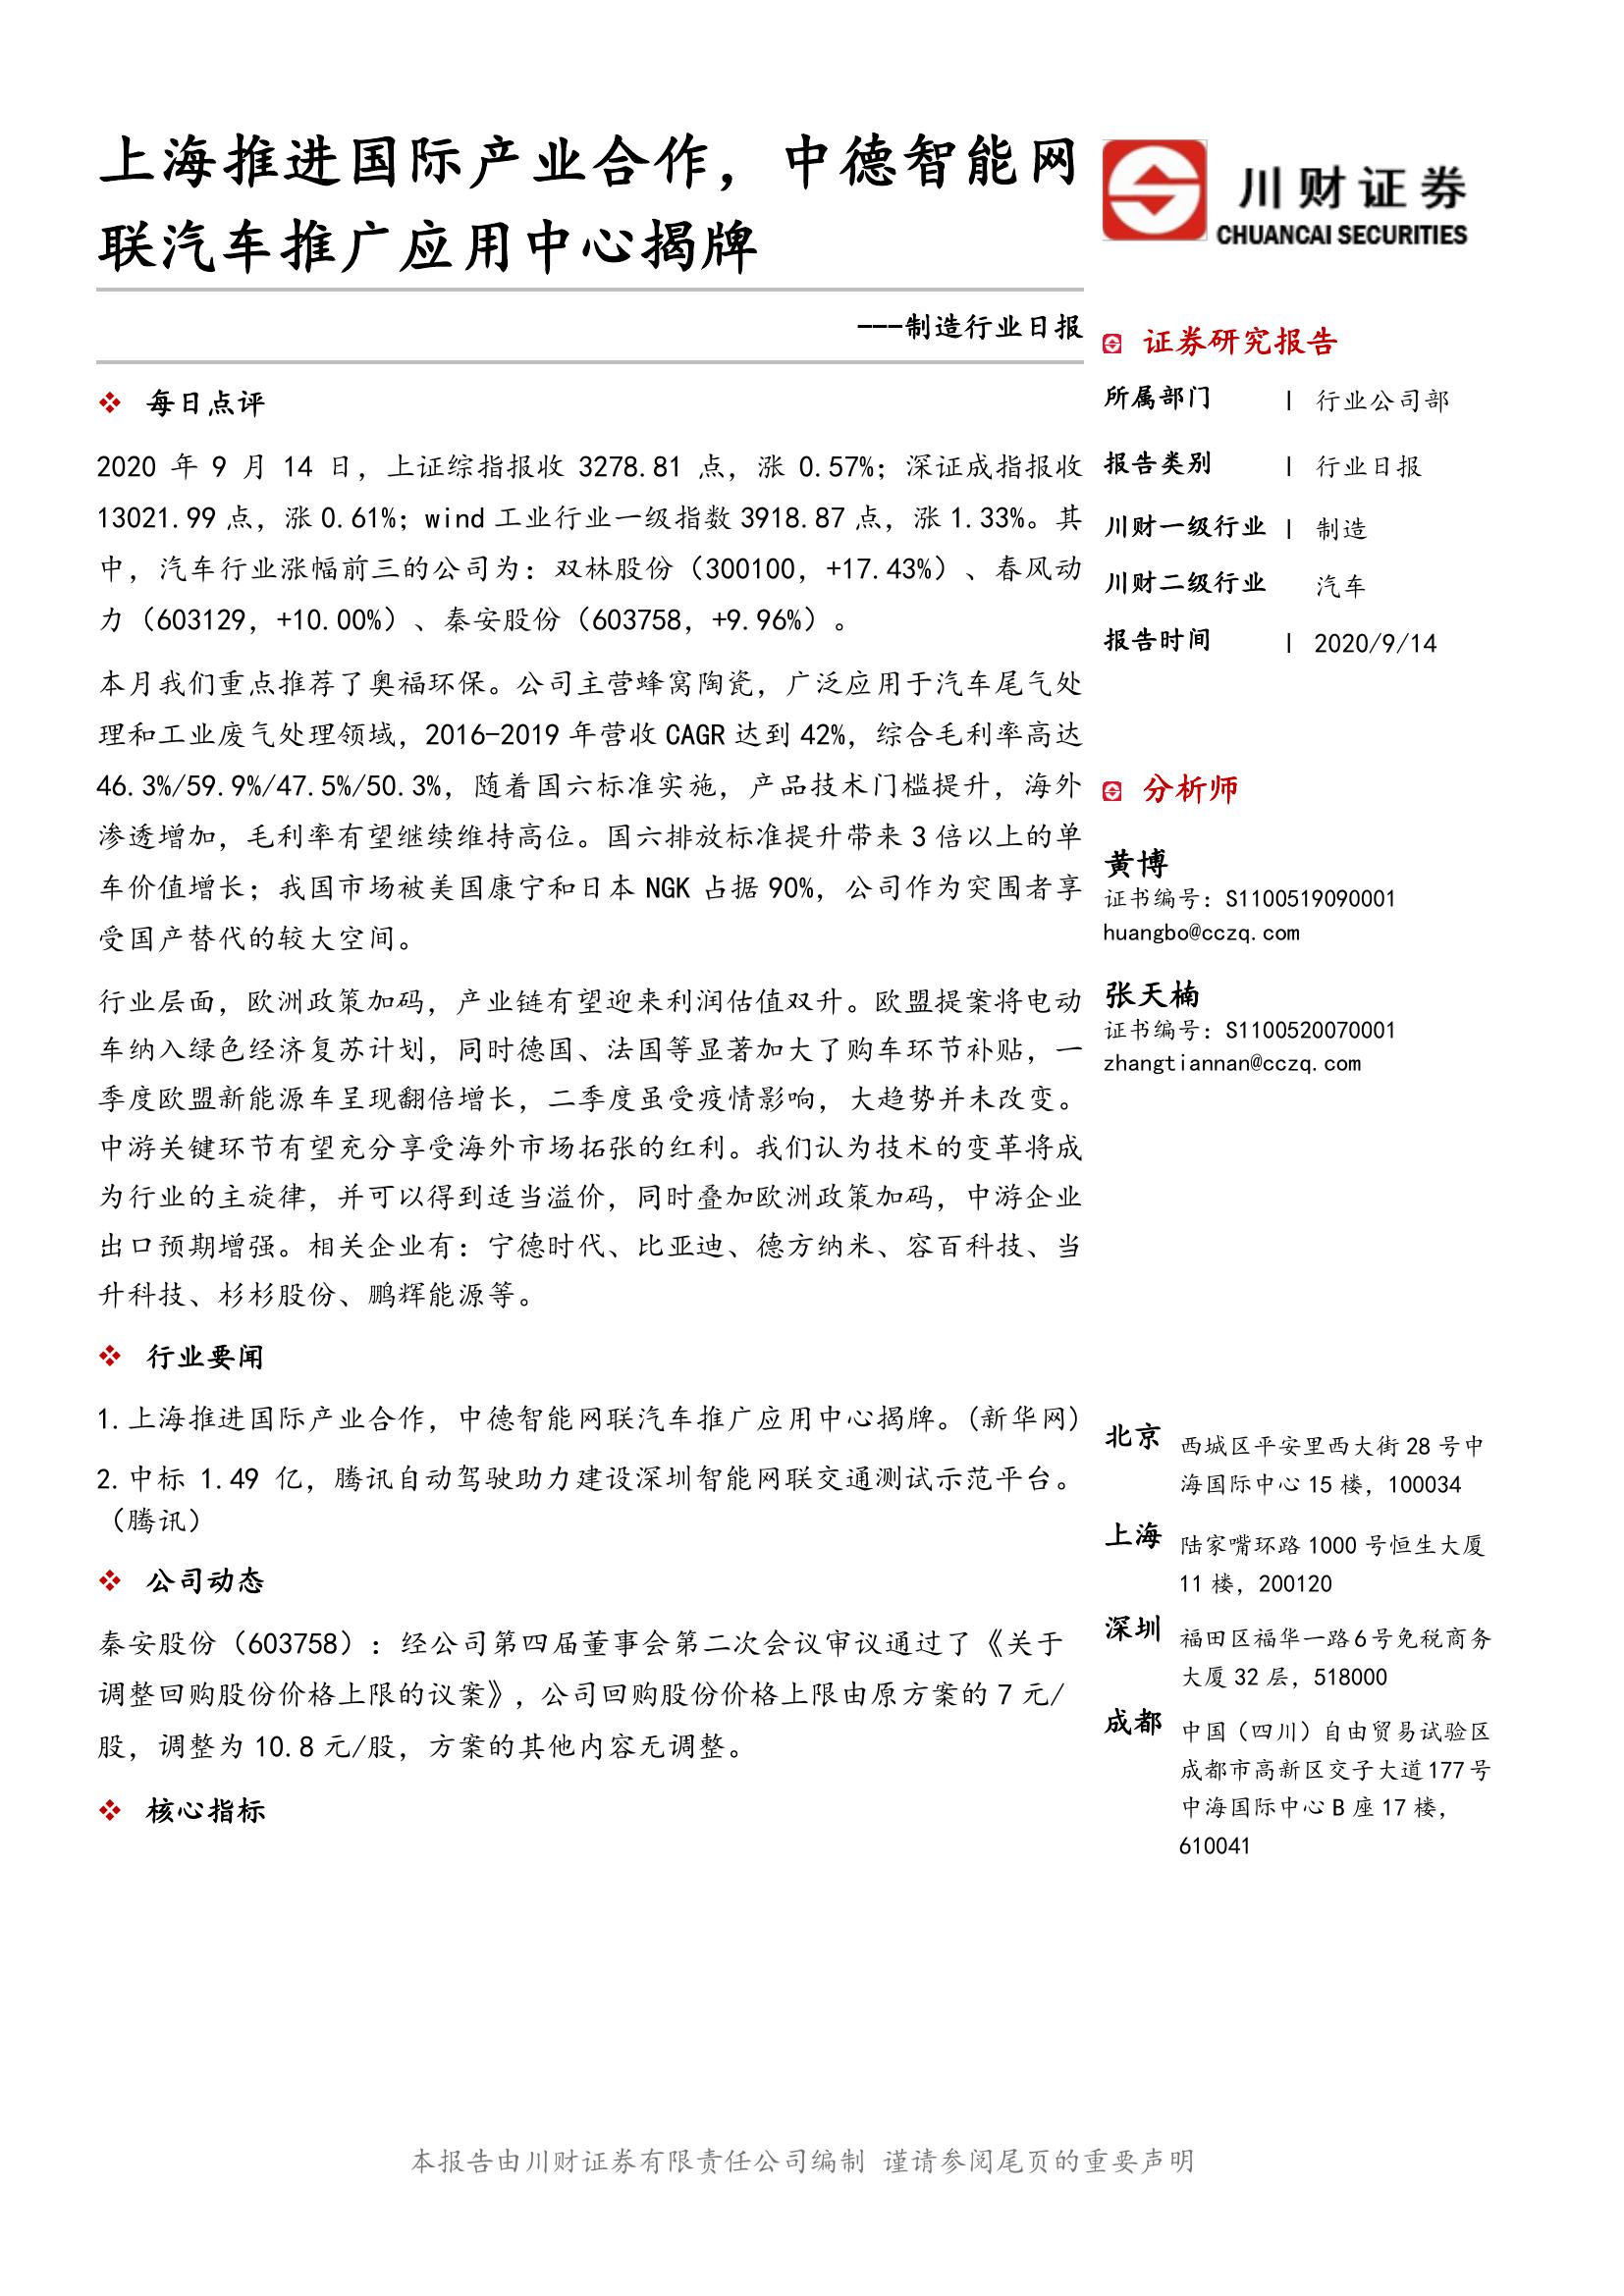 上海推进国际产业合作，中德智能网
联汽车推广应用中心揭牌
---制造行业日报
❖ 每日点评
2020 年 9 月 14 日，上证综指报收 3278.81 点，涨 0.57%；深证成指报收
13021.99 点，涨 0.61%；wind 工业行业一级指数 3918.87 点，涨 1.33%。其
中，汽车行业涨幅前三的公司为：双林股份（300100，+17.43%）、春风动
力（603129，+10.00%）、秦安股份（603758，+9.96%）。
本月我们重点推荐了奥福环保。公司主营蜂窝陶瓷，广泛应用于汽车尾气处
理和工业废气处理领域，2016-2019 年营收 CAGR 达到 42%，综合毛利率高达
46.3%/59.9%/47.5%/50.3%，随着国六标准实施，产品技术门槛提升，海外
渗透增加，毛利率有望继续维持高位。国六排放标准提升带来 3 倍以上的单
车价值增长；我国市场被美国康宁和日本 NGK 占据 90%，公司作为突围者享
受国产替代的较大空间。
行业层面，欧洲政策加码，产业链有望迎来利润估值双升。欧盟提案将电动
车纳入绿色经济复苏计划，同时德国、法国等显著加大了购车环节补贴，一
季度欧盟新能源车呈现翻倍增长，二季度虽受疫情影响，大趋势并未改变。
中游关键环节有望充分享受海外市场拓张的红利。我们认为技术的变革将成
为行业的主旋律，并可以得到适当溢价，同时叠加欧洲政策加码，中游企业
出口预期增强。相关企业有：宁德时代、比亚迪、德方纳米、容百科技、当
升科技、杉杉股份、鹏辉能源等。
❖ 行业要闻
1.上海推进国际产业合作，中德智能网联汽车推广应用中心揭牌。(新华网)
2.中标 1.49 亿，腾讯自动驾驶助力建设深圳智能网联交通测试示范平台。
（腾讯）
❖ 公司动态
秦安股份（603758）：经公司第四届董事会第二次会议审议通过了《关于
调整回购股份价格上限的议案》，公司回购股份价格上限由原方案的 7 元/
股，调整为 10.8 元/股，方案的其他内容无调整。
❖ 核心指标
川财证券
CHUANCAI SECURITIES
证券研究报告
所属部门 | 行业公司部
报告类别 | 行业日报
川财一级行业 | 制造
川财二级行业 汽车
报告时间 | 2020/9/14
分析师
黄博
证书编号：S1100519090001
huangbo@cczq.com
张天楠
证书编号：S1100520070001
zhangtiannan@cczq.com
北京 西城区平安里西大街 28 号中
海国际中心 15 楼，100034
上海 陆家嘴环路 1000 号恒生大厦
11 楼，200120
深圳 福田区福华一路 6 号免税商务
大厦 32 层，518000
成都 中国（四川）自由贸易试验区
成都市高新区交子大道 177 号
中海国际中心 B 座 17 楼，
610041
本报告由川财证券有限责任公司编制 谨请参阅尾页的重要声明